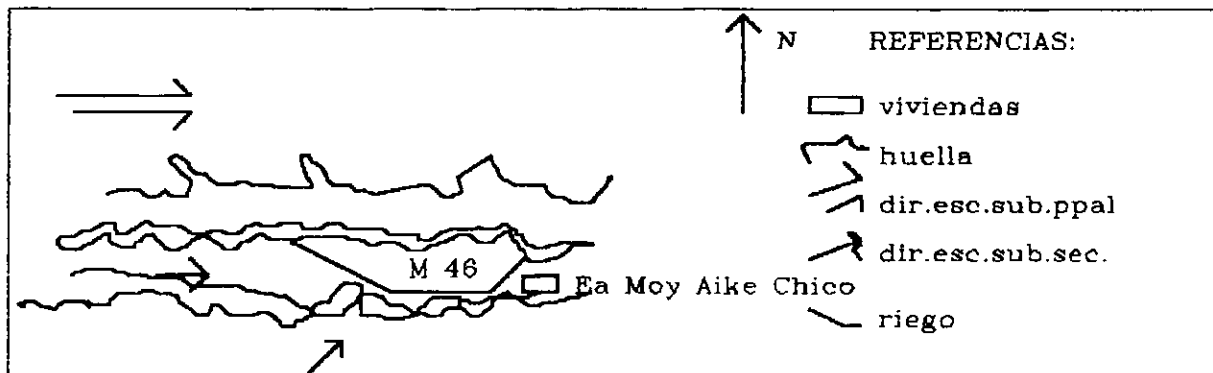 N
REFERENCIAS:
viviendas
huella
dir.esc.sub.ppal
dir.esc.sub.sec.
riego
M 46
Ea Moy Aike Chico